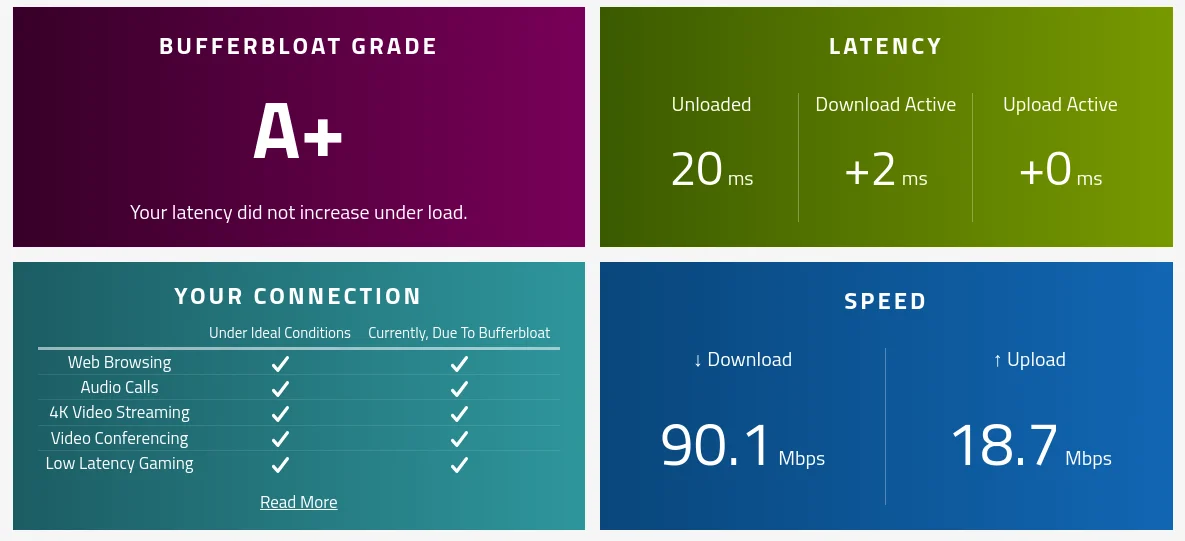 BUFFERBLOAT GRADE
A+
Your latency did not increase under load.
LATENCY
Unloaded
20 ms
Download Active
+2 ms
Upload Active
+0 ms
YOUR CONNECTION
Under Ideal Conditions Currently, Due To Bufferbloat
Web Browsing
Audio Calls
4K Video Streaming
Video Conferencing
Low Latency Gaming
Read More
SPEED
↓ Download
90.1 Mbps
↑ Upload
18.7 Mbps